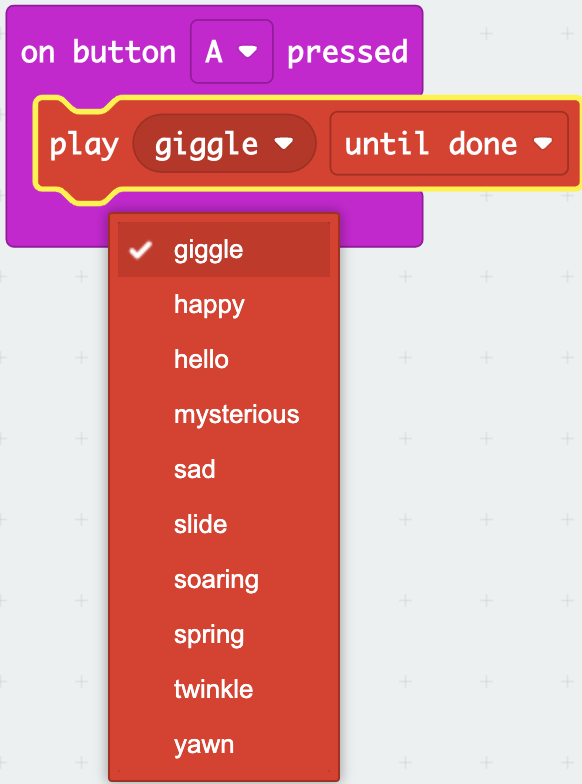 on button A pressed
play giggle until done
giggle
happy
hello
mysterious
sad
slide
soaring
spring
twinkle
yawn